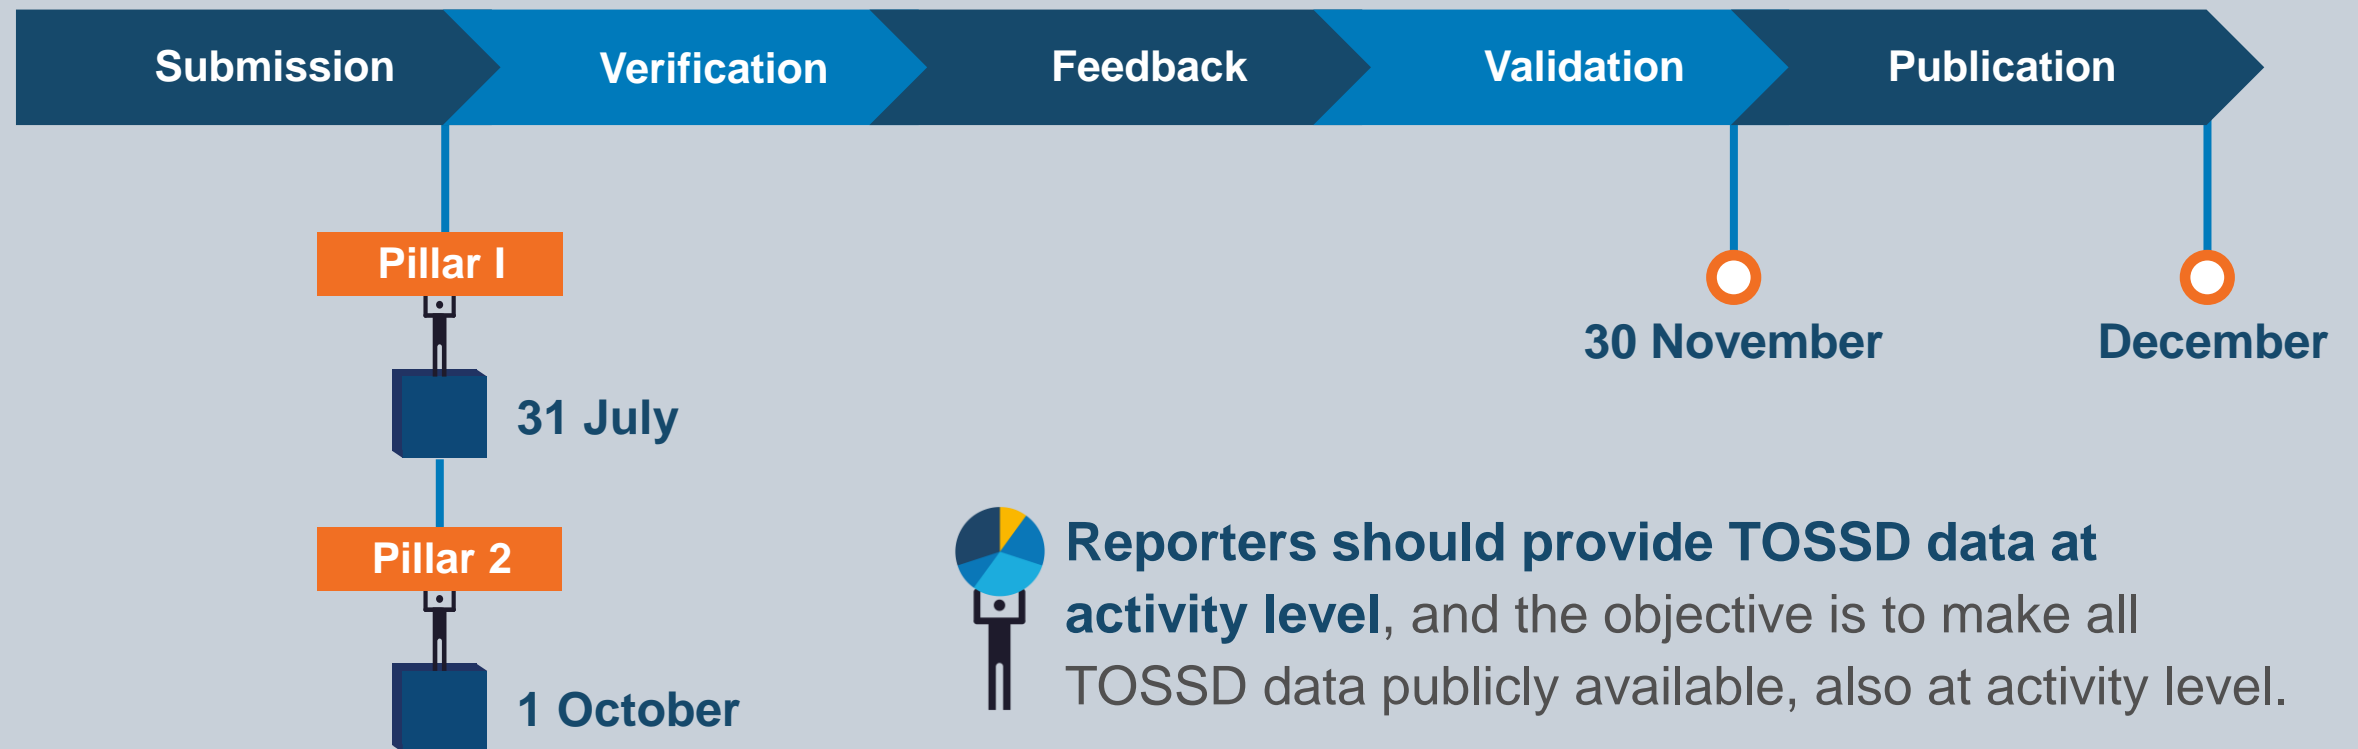 Submission
Verification
Feedback
Validation
Publication
Pillar I
31 July
Pillar 2
1 October
30 November
December
Reporters should provide TOSSD data at
activity level, and the objective is to make all
TOSSD data publicly available, also at activity level.